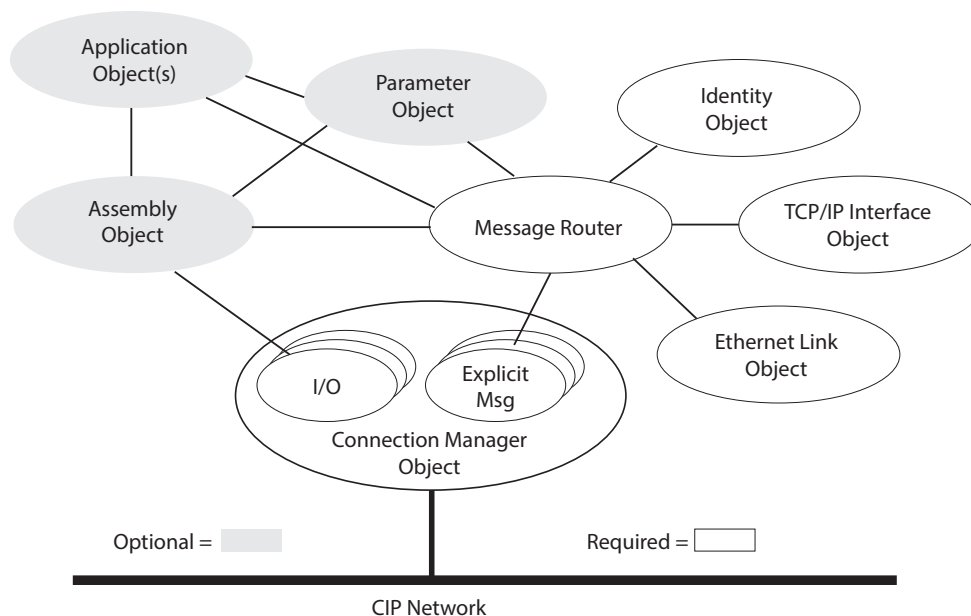 Application
Object(s)
Parameter
Object
Identity
Object
Assembly
Object
Message Router
TCP/IP Interface
Object
Ethernet Link
Object
I/O
Explicit
Msg
Connection Manager
Object
Optional =
Required =
CIP Network